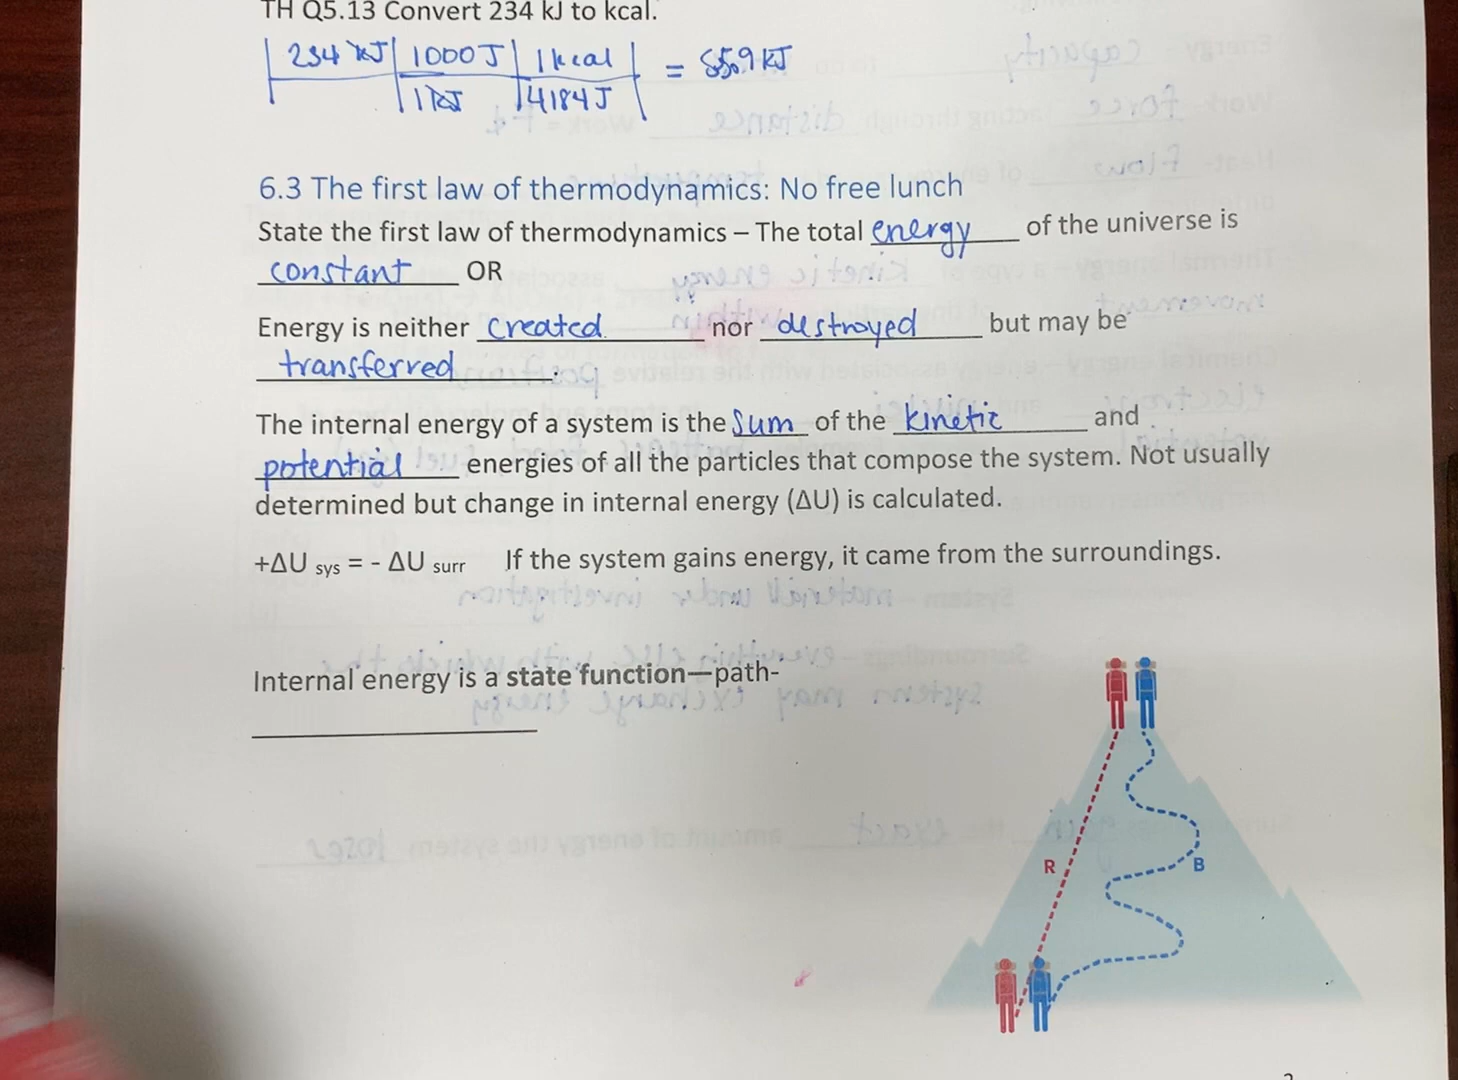 TH Q5.13 Convert 234 kJ to kcal.
234 kJ | 1000 J | 1 kcal = 55.9 kJ
1 kJ | 4184 J
6.3 The first law of thermodynamics: No free lunch
State the first law of thermodynamics – The total energy of the universe is
constant OR
Energy is neither created nor destroyed but may be
transferred.
The internal energy of a system is the sum of the kinetic and
potential energies of all the particles that compose the system. Not usually
determined but change in internal energy (ΔU) is calculated.
+ΔU sys = - ΔU surr If the system gains energy, it came from the surroundings.
Internal energy is a state function—path-
R
B